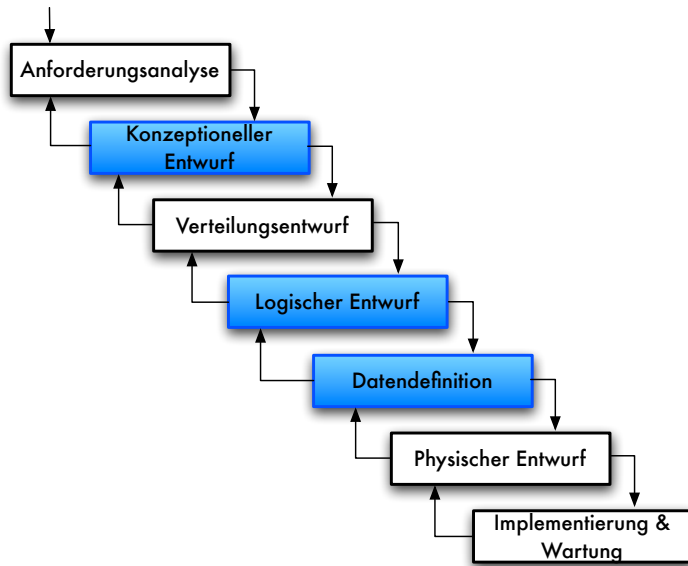 Anforderungsanalyse
Konzeptioneller
Entwurf
Verteilungsentwurf
Logischer Entwurf
Datendefinition
Physischer Entwurf
Implementierung &
Wartung